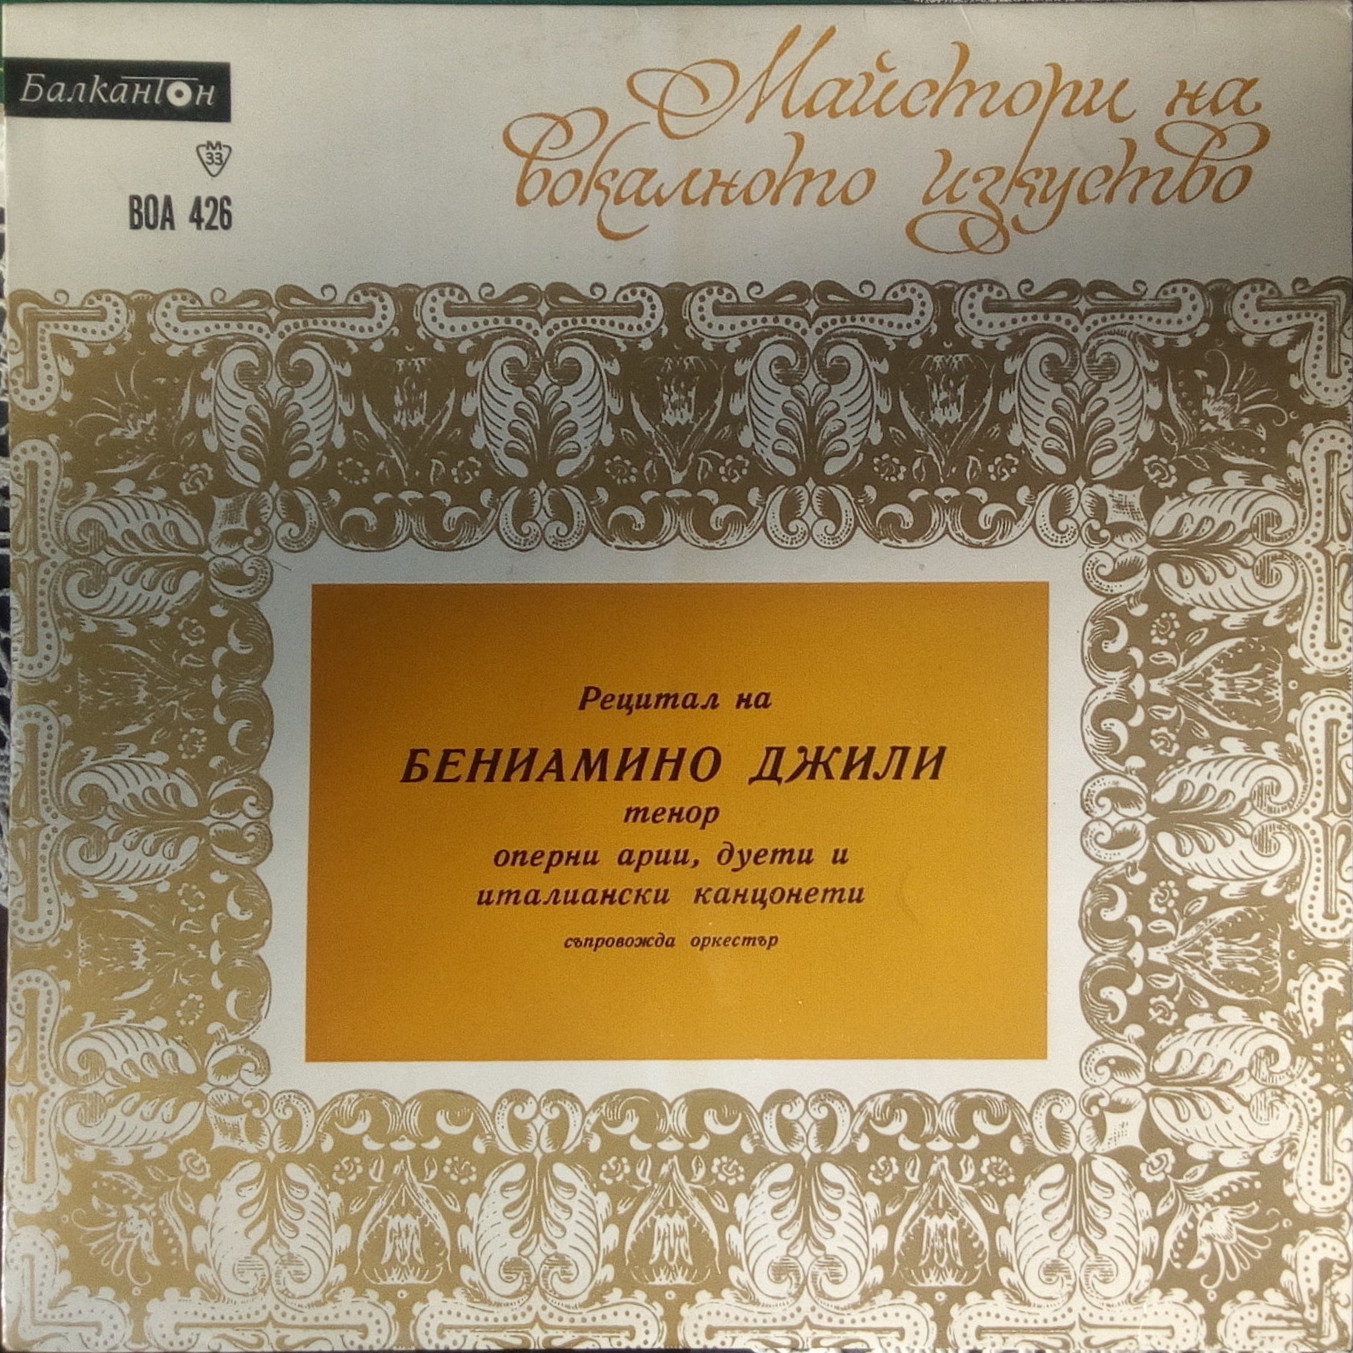 Балкантон
М
33
ВОА 426
Майстори на
вокалното изкуство
Рецитал на
БЕНИАМИНО ДЖИЛИ
тенор
оперни арии, дуети и
италиански канцонети
съпровожда оркестър